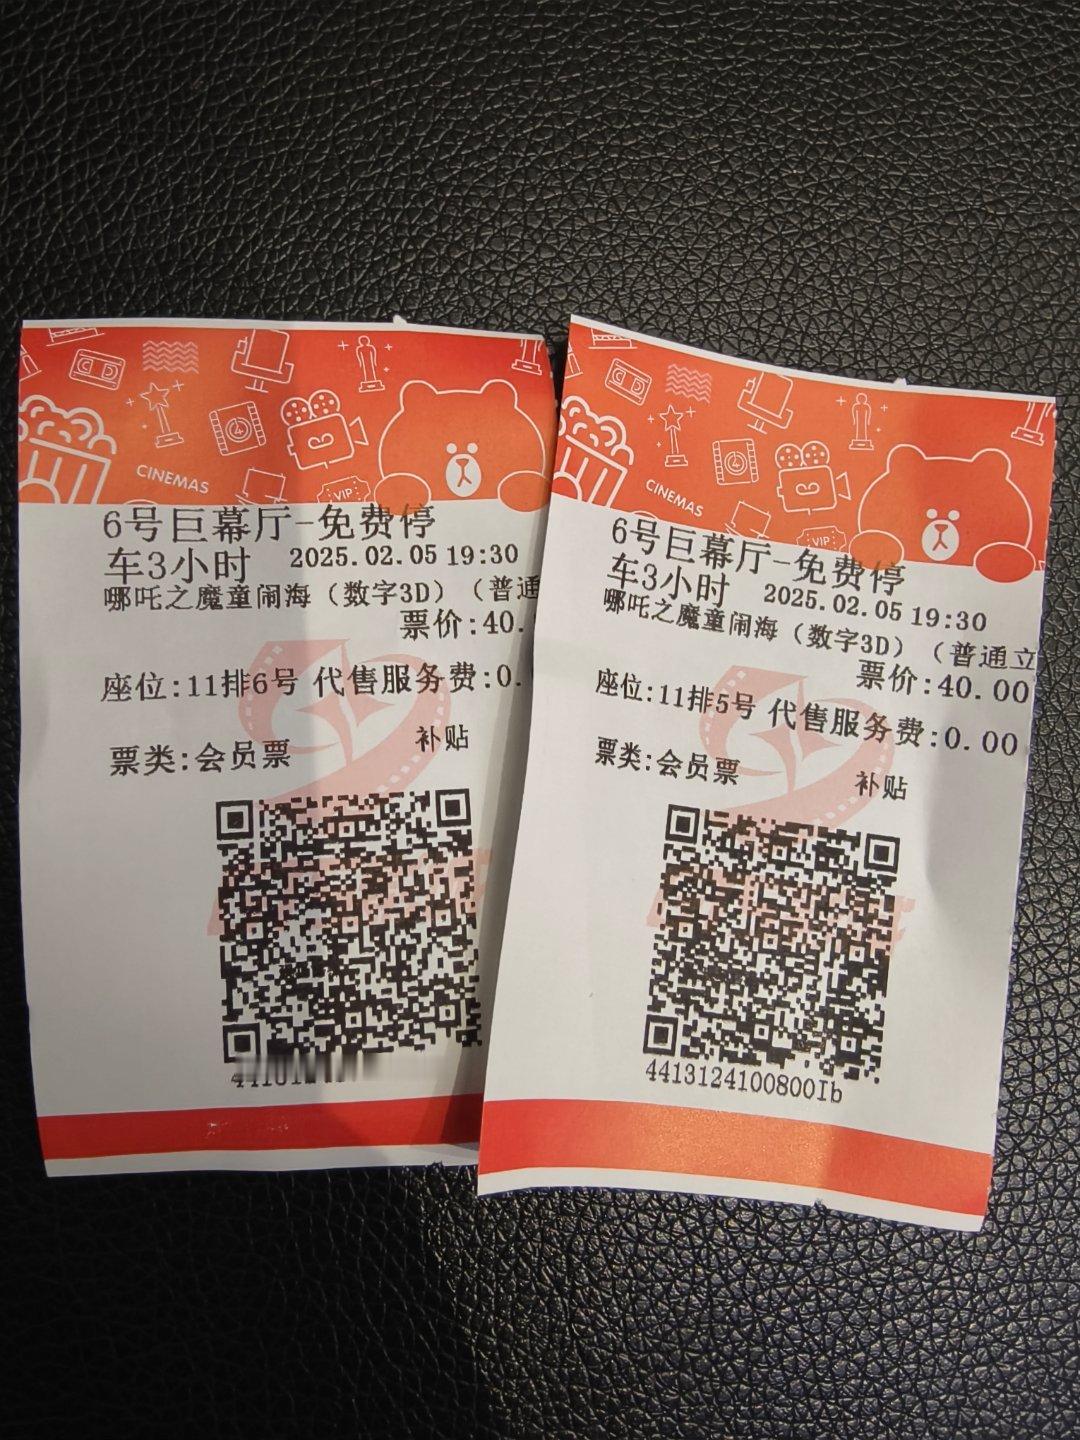 CINEMAS
VIP
6号巨幕厅-免费停
车3小时 2025.02.05 19:30
哪吒之魔童闹海（数字3D）（普通
票价:40.
座位:11排6号 代售服务费:0.
补贴
票类:会员票
CINEMAS
VIP
6号巨幕厅-免费停
车3小时 2025.02.05 19:30
哪吒之魔童闹海（数字3D）（普通立
票价:40.00
座位:11排5号 代售服务费:0.00
票类:会员票
补贴
4413124100800Ib